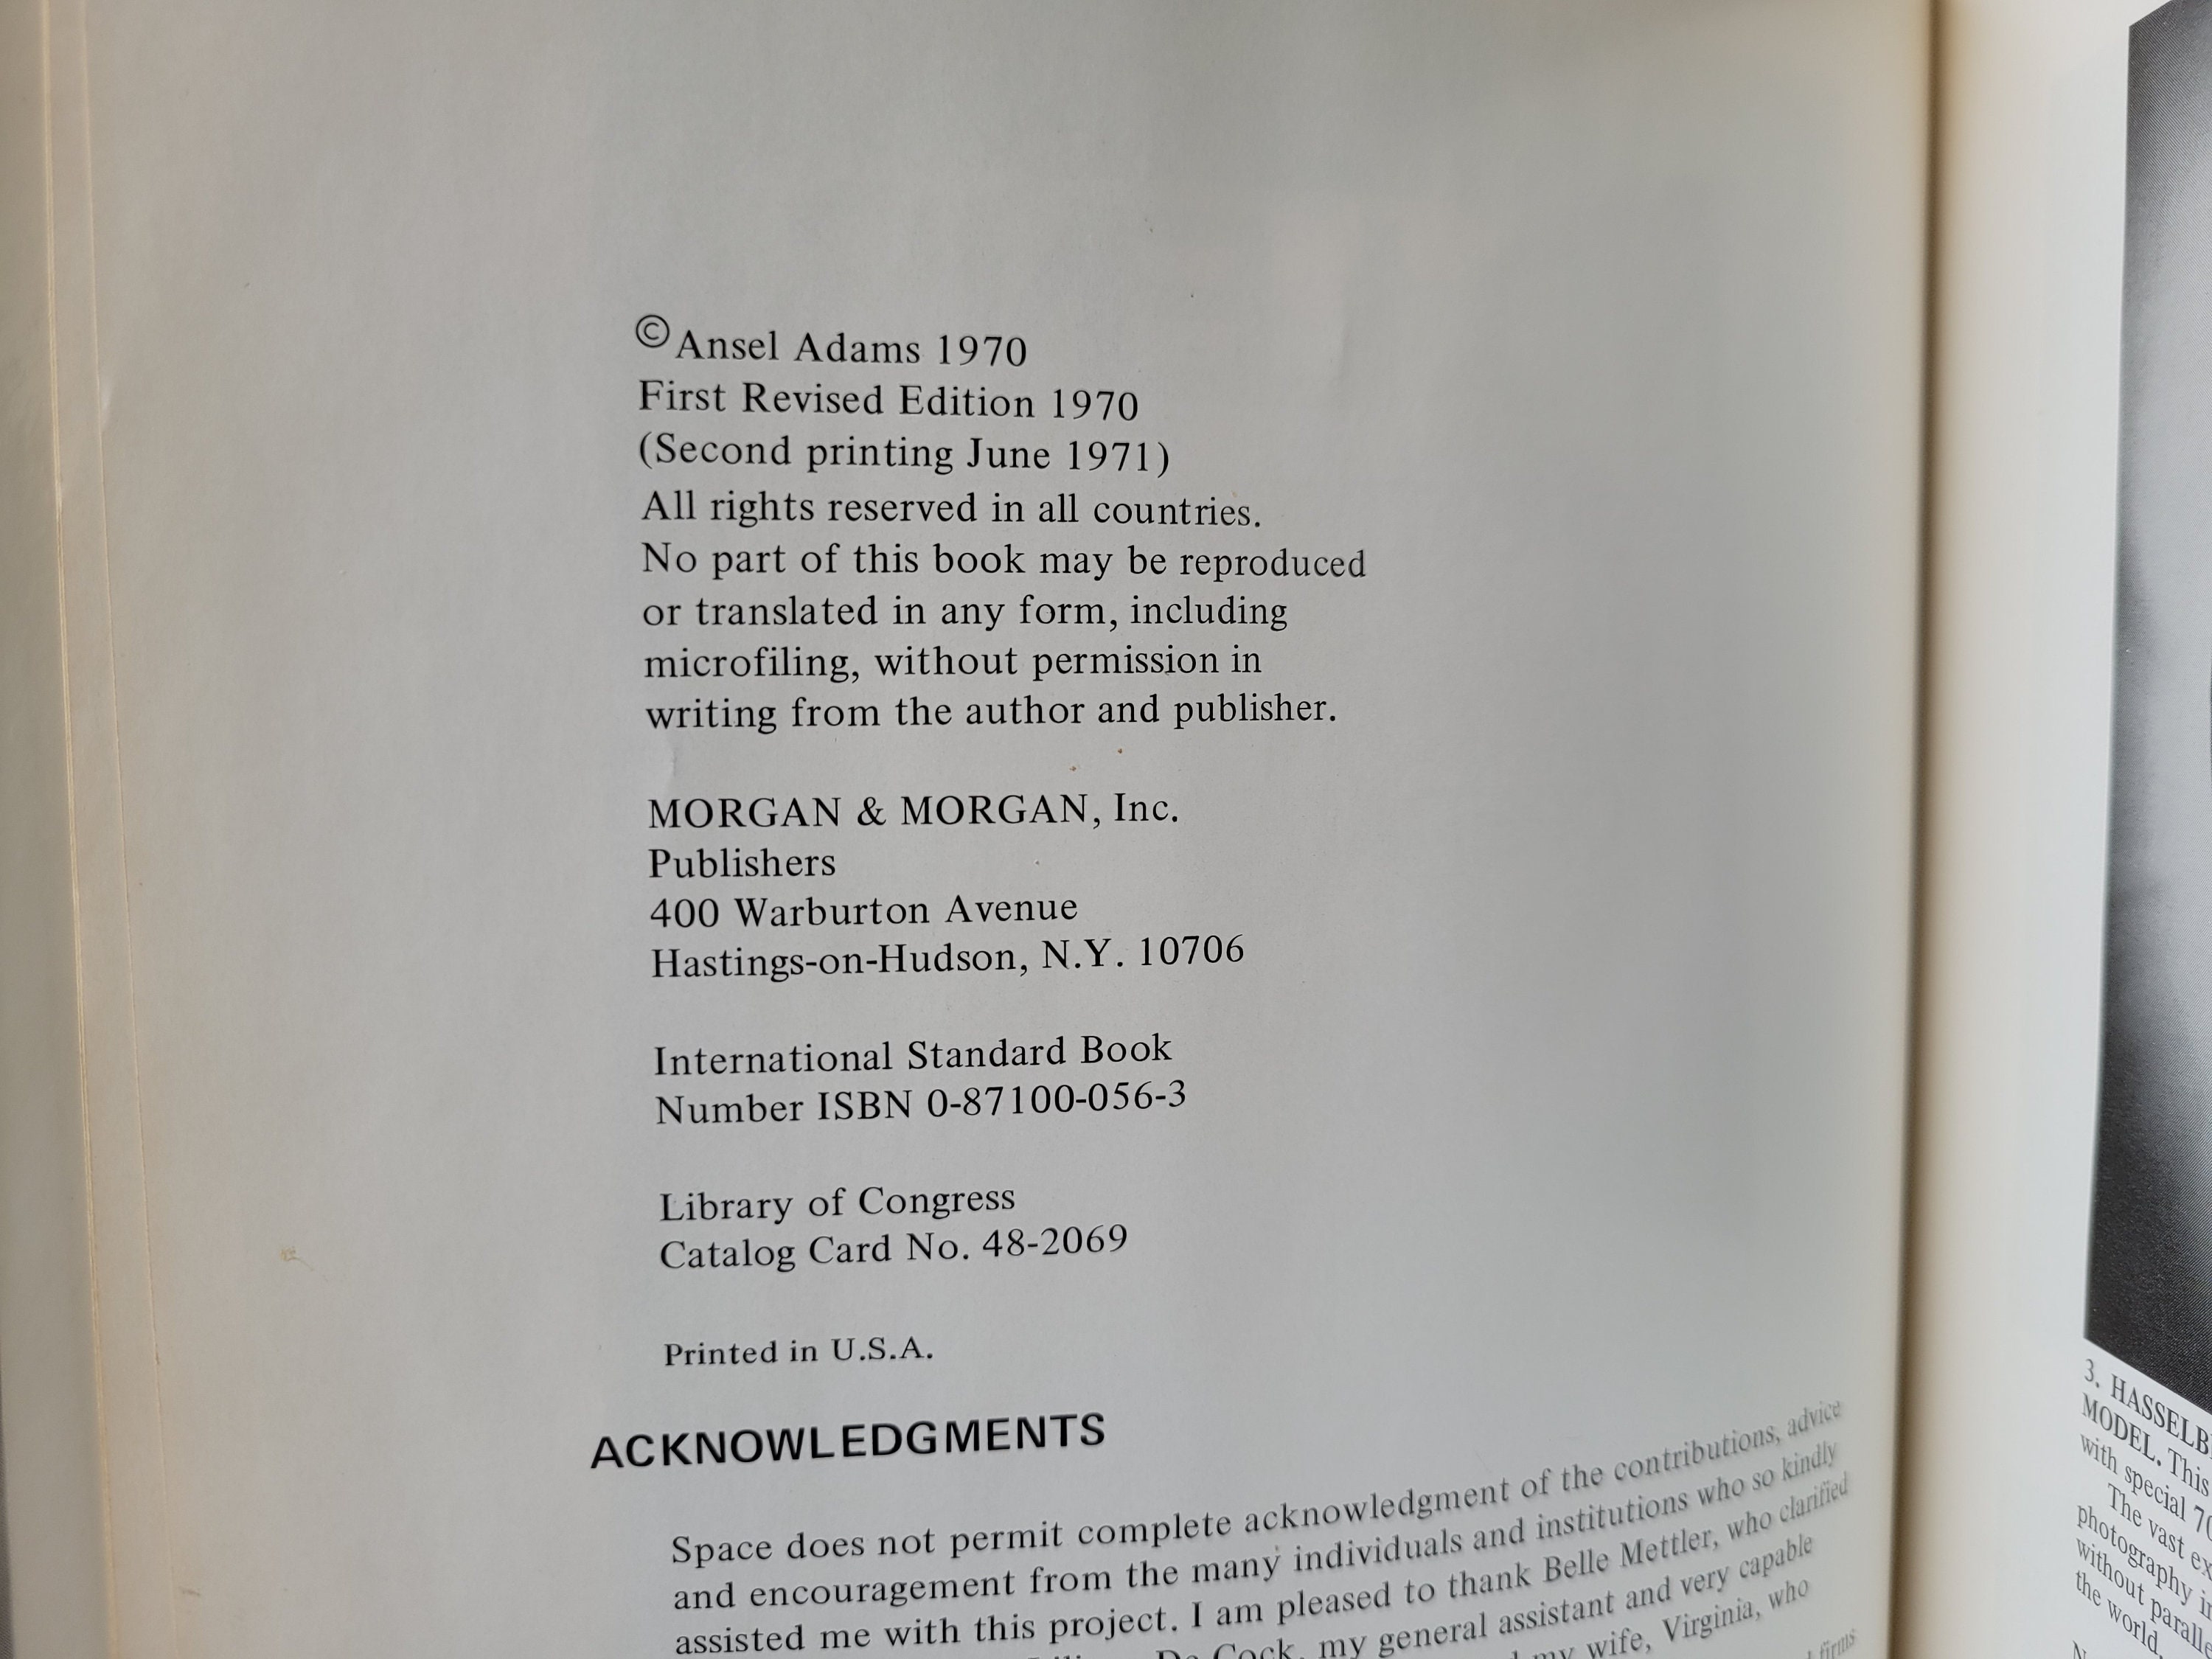 © Ansel Adams 1970
First Revised Edition 1970
(Second printing June 1971)
All rights reserved in all countries.
No part of this book may be reproduced
or translated in any form, including
microfiling, without permission in
writing from the author and publisher.
MORGAN & MORGAN, Inc.
Publishers
400 Warburton Avenue
Hastings-on-Hudson, N.Y. 10706
International Standard Book
Number ISBN 0-87100-056-3
Library of Congress
Catalog Card No. 48-2069
Printed in U.S.A.
ACKNOWLEDGMENTS
Space does not permit complete acknowledgment of the contributions, advice
and encouragement from the many individuals and institutions who so kindly
assisted me with this project. I am pleased to thank Belle Mettler, who clarified
Cock, my general assistant and very capable
my wife, Virginia, who
firms
3. HASSELB
MODEL. This
with special
The vast
photography
without
the world.